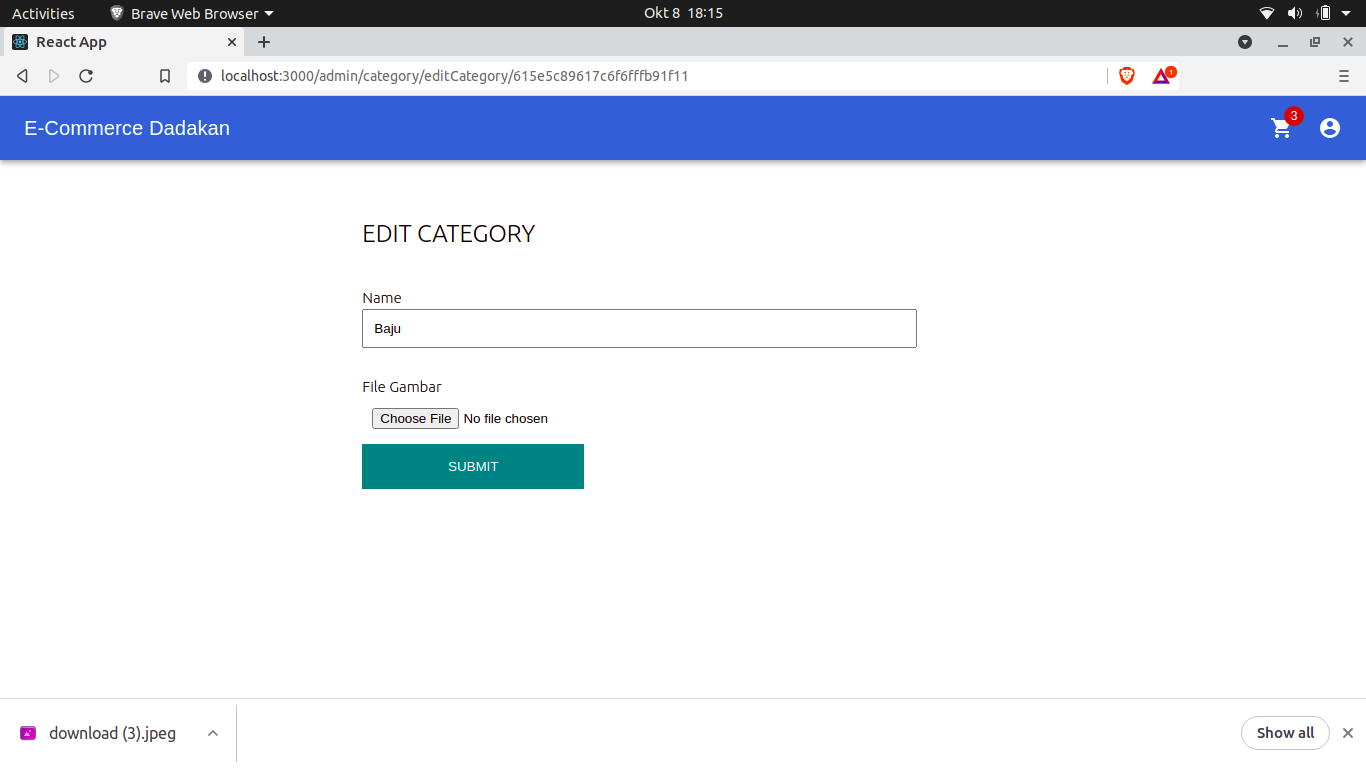 Activities Brave Web Browser Okt 8 18:15
React App
localhost:3000/admin/category/editCategory/615e5c89617c6f6fffb91f11 1
E-Commerce Dadakan 3
EDIT CATEGORY
Name
Baju
File Gambar
Choose File No file chosen
SUBMIT
download (3).jpeg Show all